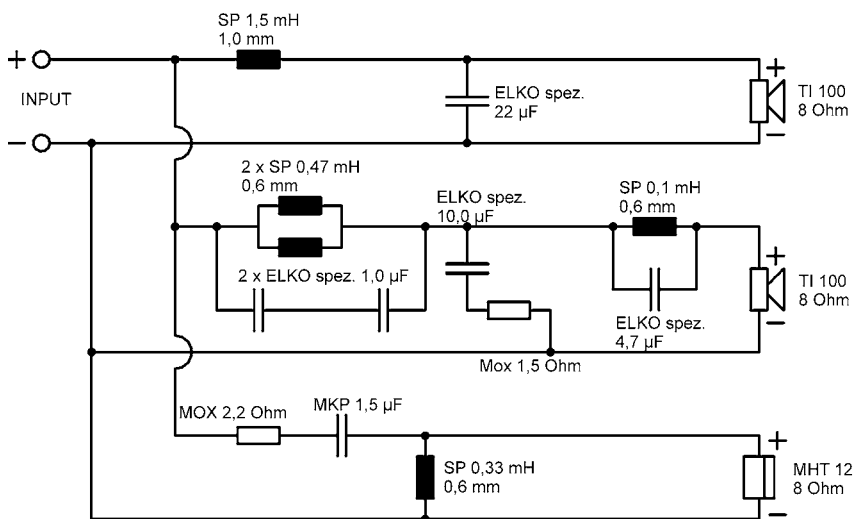 SP 1,5 mH
1,0 mm
+
INPUT
−
ELKO spez.
22 µF
+
TI 100
8 Ohm
−
2 x SP 0,47 mH
0,6 mm
ELKO spez.
10,0 µF
SP 0,1 mH
0,6 mm
2 x ELKO spez. 1,0 µF
+
TI 100
8 Ohm
−
ELKO spez.
4,7 µF
Mox 1,5 Ohm
MOX 2,2 Ohm
MKP 1,5 µF
SP 0,33 mH
0,6 mm
+
MHT 12
8 Ohm
−